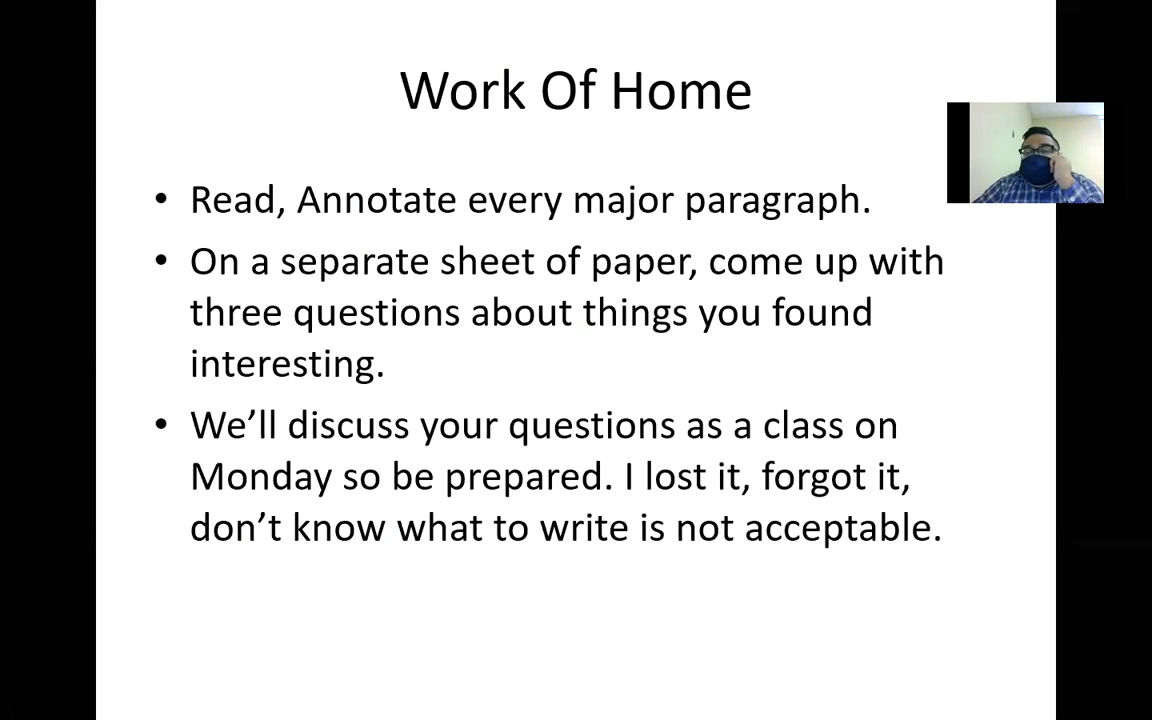 Work Of Home
• Read, Annotate every major paragraph.
• On a separate sheet of paper, come up with
three questions about things you found
interesting.
• We’ll discuss your questions as a class on
Monday so be prepared. I lost it, forgot it,
don’t know what to write is not acceptable.